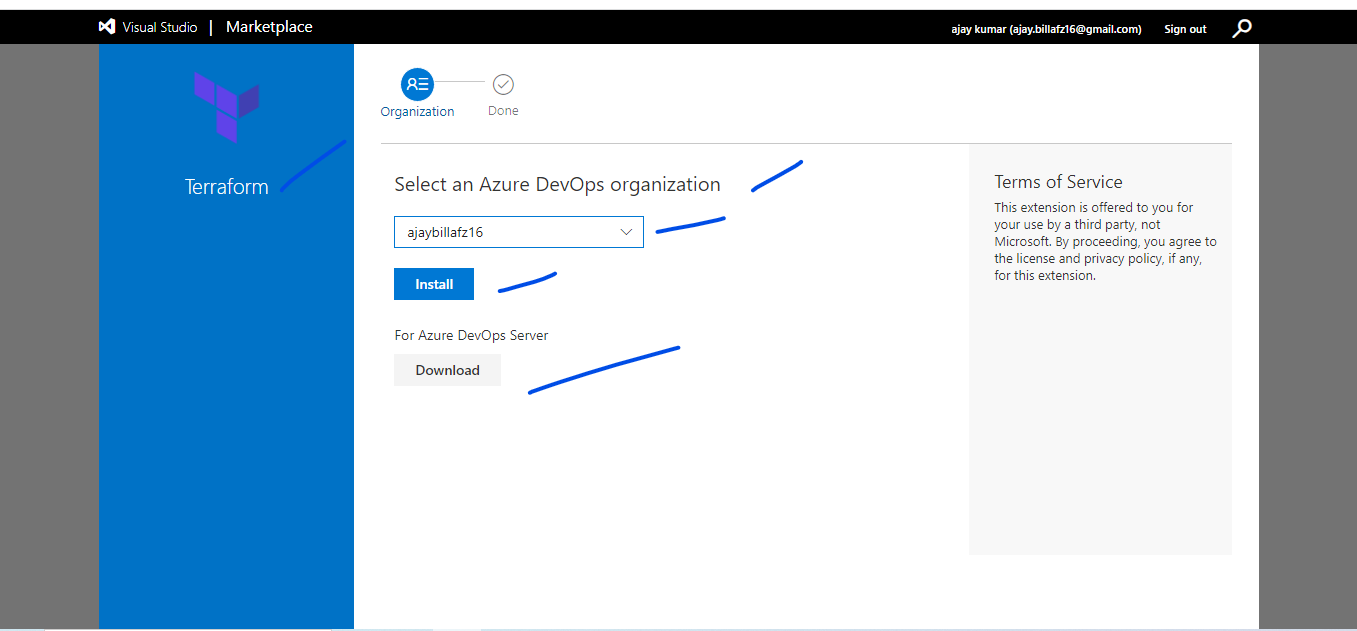 Visual Studio | Marketplace
ajay kumar (ajay.billafz16@gmail.com) Sign out
Terraform
Organization
Done
Select an Azure DevOps organization
ajaybillafz16
Install
For Azure DevOps Server
Download
Terms of Service
This extension is offered to you for
your use by a third party, not
Microsoft. By proceeding, you agree to
the license and privacy policy, if any,
for this extension.